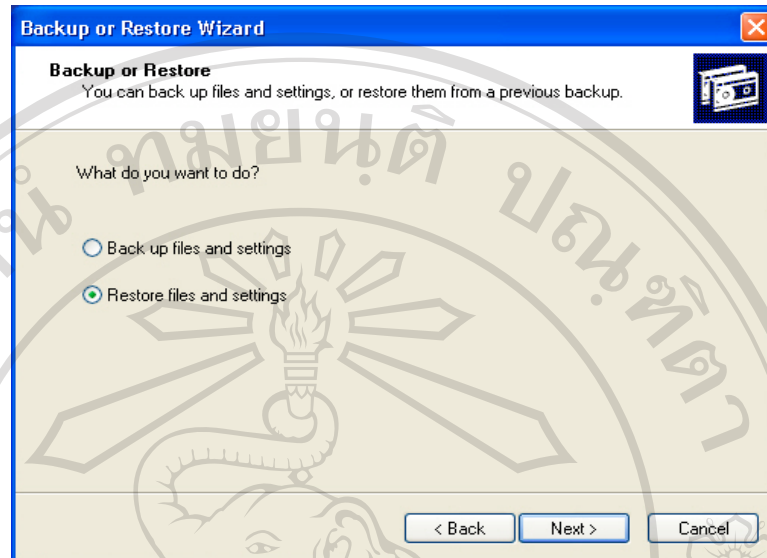 Backup or Restore Wizard
Backup or Restore
You can back up files and settings, or restore them from a previous backup.
What do you want to do?
Back up files and settings
Restore files and settings
< Back
Next >
Cancel